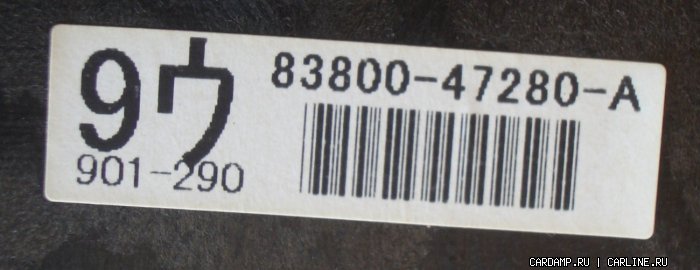 9ウ
83800-47280-A
901-290
CARDAMP.RU | CARLINE.RU